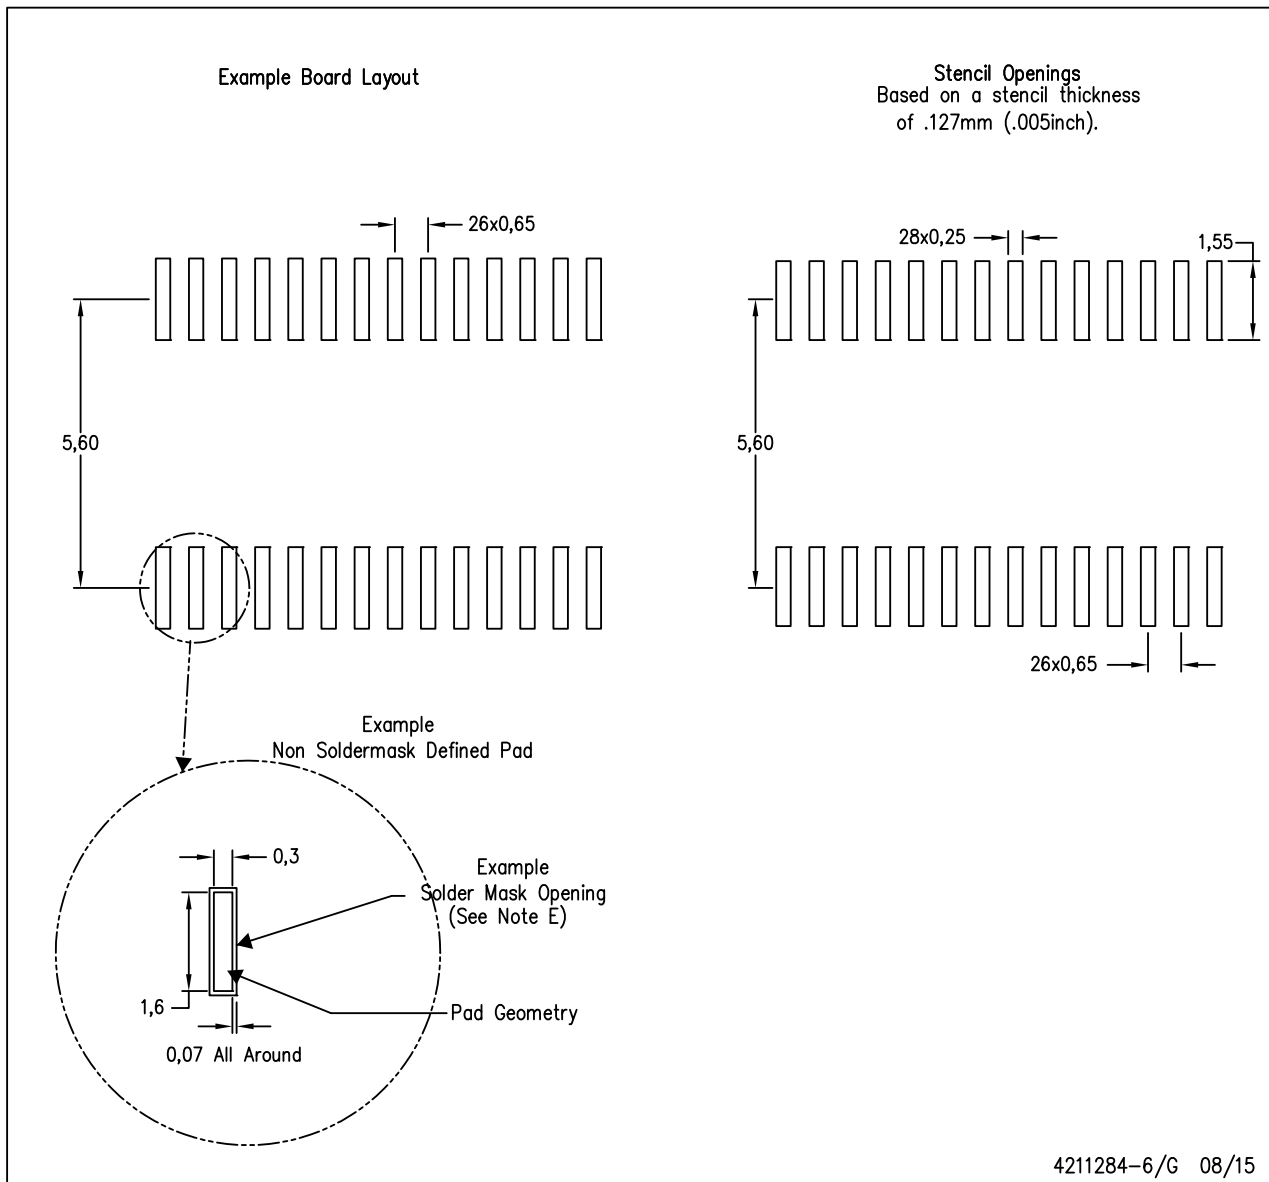 Example Board Layout
Stencil Openings
Based on a stencil thickness
of .127mm (.005inch).
26x0,65
28x0,25
1,55
5,60
5,60
26x0,65
Example
Non Soldermask Defined Pad
0,3
Example
Solder Mask Opening
(See Note E)
1,6
Pad Geometry
0,07 All Around
4211284-6/G 08/15